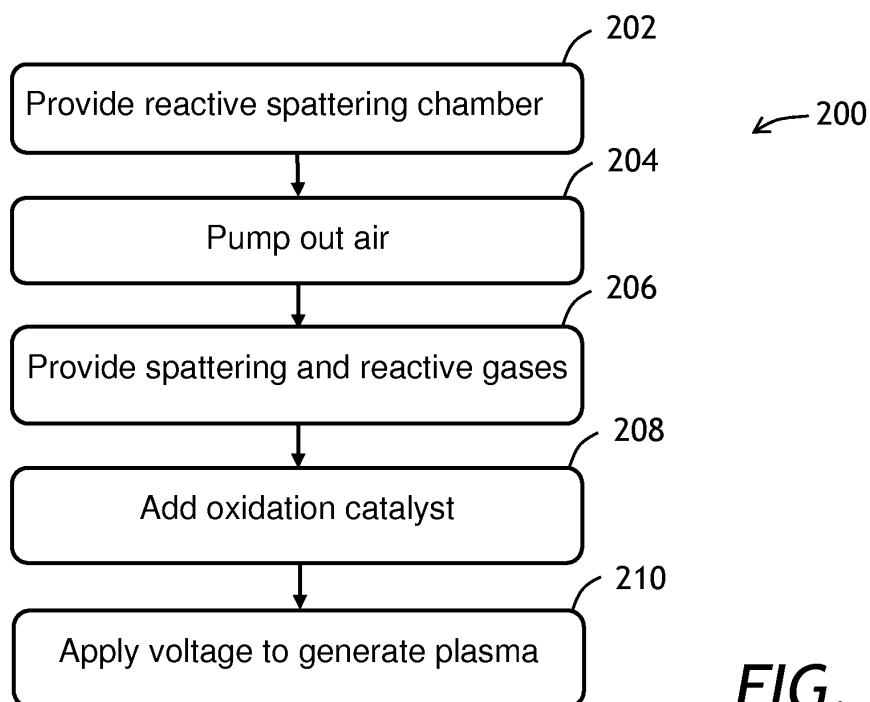 202
Provide reactive spattering chamber
200
204
Pump out air
206
Provide spattering and reactive gases
208
Add oxidation catalyst
210
Apply voltage to generate plasma
FIG.